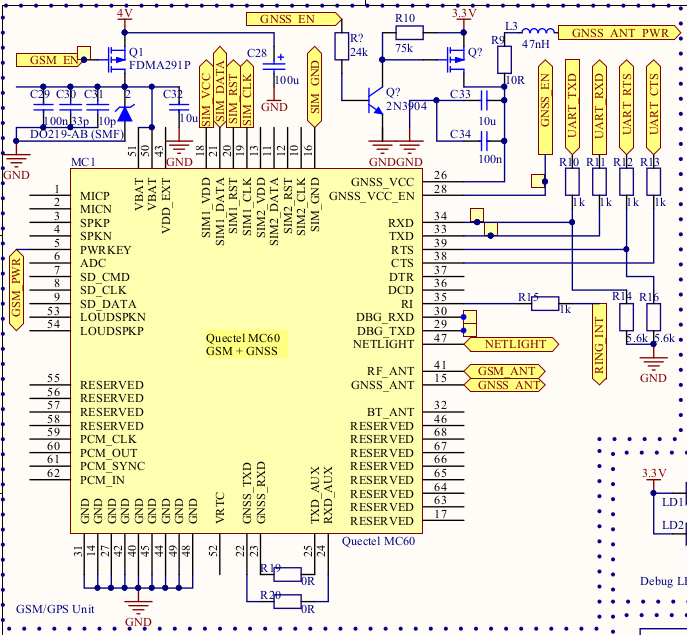 4V
GNSS_EN
R10
3.3V
L3
GNSS_ANT_PWR
47nH
GSM_EN
Q1
FDMA291P
C28
100u
GND
R?
24k
75k
Q?
R9
10R
C29
C30
C31
100n
33p
10p
DO219-AB (SMF)
C32
10u
GND
GND
SIM_VCC
SIM_DATA
SIM_RST
SIM_CLK
SIM_GND
Q?
2N3904
C33
10u
C34
100n
GND
GND
GNSS_EN
UART_TXD
UART_RXD
UART_RTS
UART_CTS
R10
R11
R12
R13
1k
1k
1k
1k
MC1
51
50
43
18
21
20
19
13
11
12
10
16
VBAT
VBAT
VDD_EXT
SIM1_VDD
SIM1_DATA
SIM1_RST
SIM1_CLK
SIM2_VDD
SIM2_DATA
SIM2_RST
SIM2_CLK
SIM_GND
1 MICP
2 MICN
3 SPKP
4 SPKN
5 PWRKEY
6 ADC
7 SD_CMD
8 SD_CLK
9 SD_DATA
53 LOUDSPKN
54 LOUDSPKP
GSM_PWR
55 RESERVED
56 RESERVED
57 RESERVED
58 RESERVED
59 PCM_CLK
60 PCM_OUT
61 PCM_SYNC
62 PCM_IN
Quectel MC60
GSM + GNSS
GNSS_VCC 26
GNSS_VCC_EN 28
RXD 34
TXD 33
RTS 39
CTS 38
DTR 37
DCD 36
RI 35
DBG_RXD 30
DBG_TXD 29
NETLIGHT 47
NETLIGHT
RF_ANT 41
GSM_ANT
GNSS_ANT 15
GNSS_ANT
BT_ANT 32
RESERVED 46
RESERVED 68
RESERVED 67
RESERVED 66
RESERVED 65
RESERVED 64
RESERVED 63
RESERVED 17
R15
1k
RING_INT
R14
R16
5.6k
5.6k
GND
GND
GND
GND
GND
GND
GND
GND
GND
GND
VRTC
GNSS_TXD
GNSS_RXD
TXD_AUX
RXD_AUX
31
14
27
42
40
45
44
49
48
52
22
23
25
24
Quectel MC60
R19
0R
R20
0R
GND
GSM/GPS Unit
3.3V
LD1
LD2